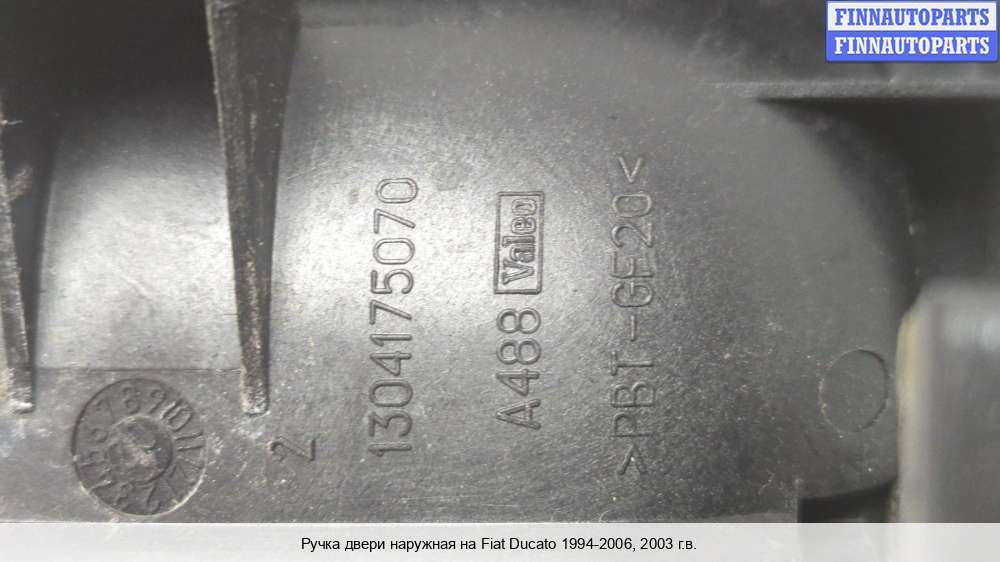 FINNAUTOPARTS
FINNAUTOPARTS
1304175070
A488 Valeo
>PBT-GF20<
2
Ручка двери наружная на Fiat Ducato 1994-2006, 2003 г.в.